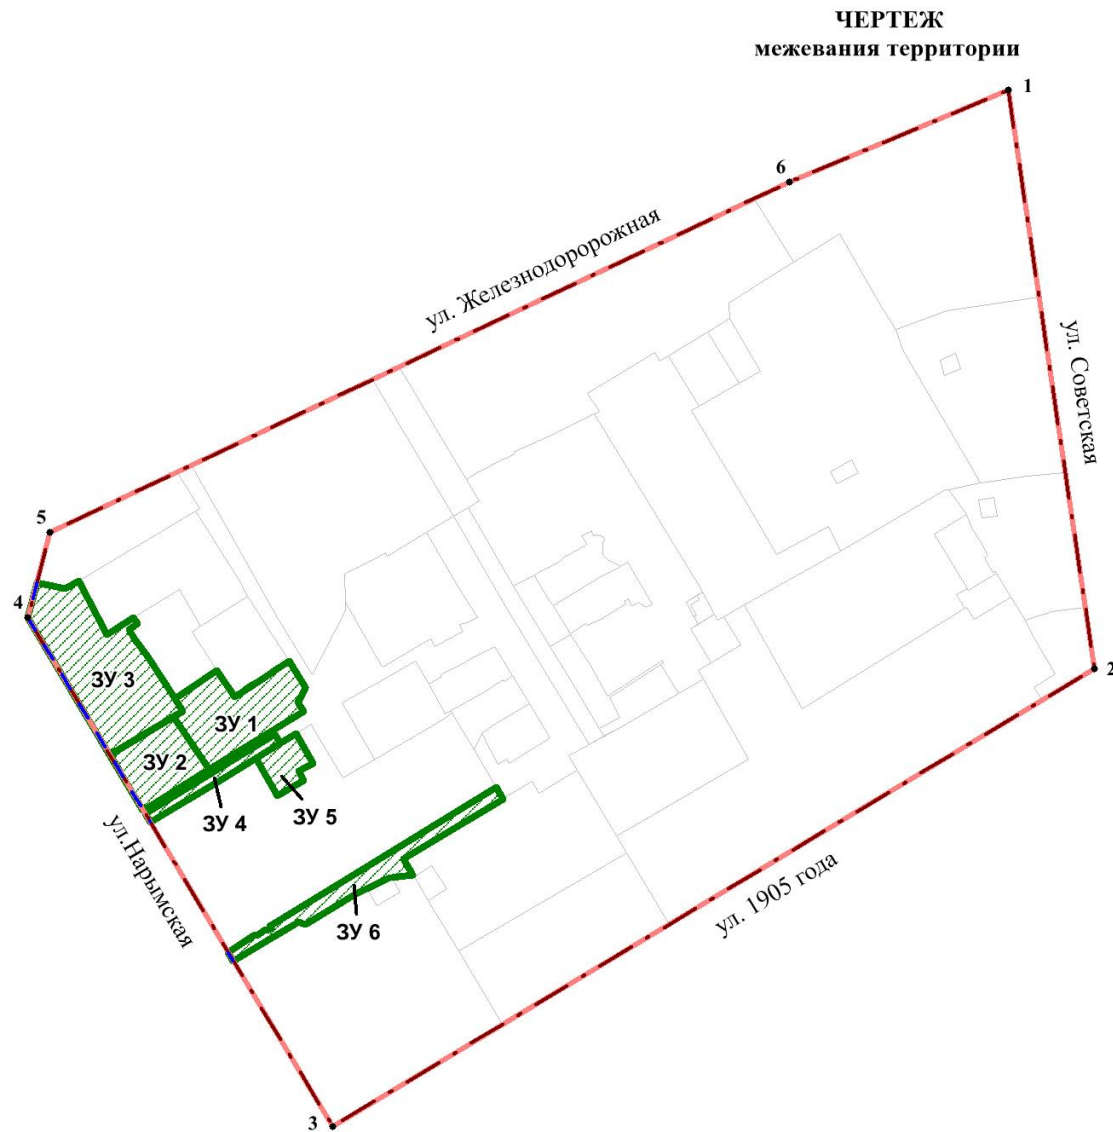 ЧЕРТЕЖ
межевания территории
1
6
ул. Железнодоророжная
ул. Советская
5
4
ЗУ 3
ЗУ 1
ЗУ 2
2
ЗУ 4
ЗУ 5
ул.Нарымская
ул. 1905 года
ЗУ 6
3